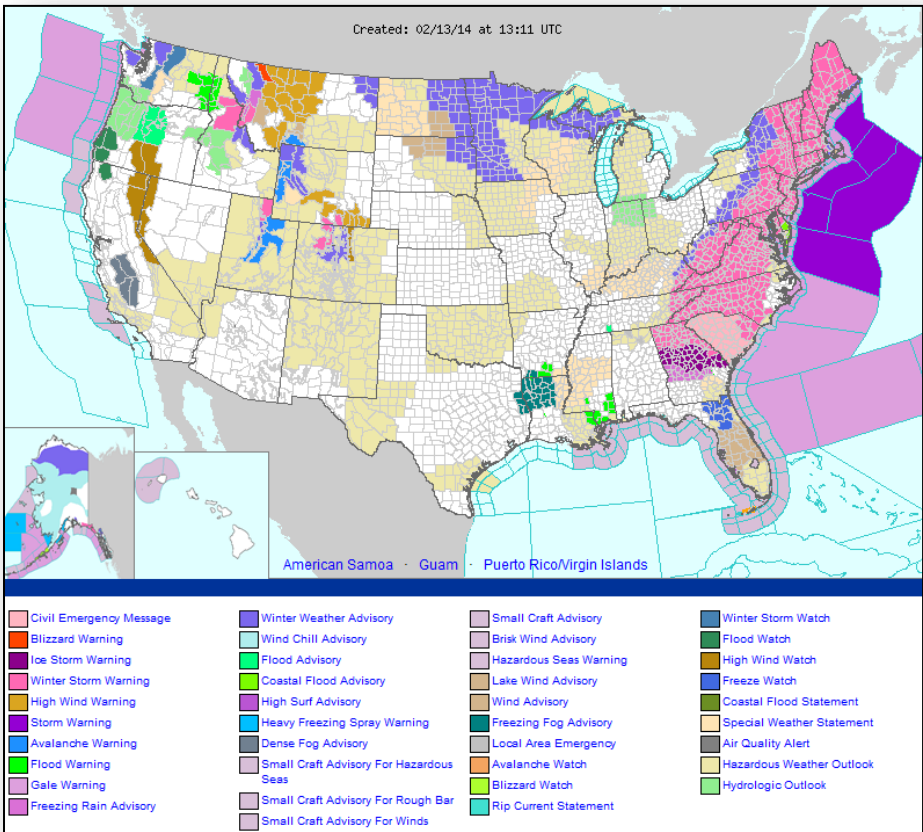 Created: 02/13/14 at 13:11 UTC
American Samoa · Guam · Puerto Rico/Virgin Islands
Civil Emergency Message
Blizzard Warning
Ice Storm Warning
Winter Storm Warning
High Wind Warning
Storm Warning
Avalanche Warning
Flood Warning
Gale Warning
Freezing Rain Advisory
Winter Weather Advisory
Wind Chill Advisory
Flood Advisory
Coastal Flood Advisory
High Surf Advisory
Heavy Freezing Spray Warning
Dense Fog Advisory
Small Craft Advisory For Hazardous
Seas
Small Craft Advisory For Rough Bar
Small Craft Advisory For Winds
Small Craft Advisory
Brisk Wind Advisory
Hazardous Seas Warning
Lake Wind Advisory
Wind Advisory
Freezing Fog Advisory
Local Area Emergency
Avalanche Watch
Blizzard Watch
Rip Current Statement
Winter Storm Watch
Flood Watch
High Wind Watch
Freeze Watch
Coastal Flood Statement
Special Weather Statement
Air Quality Alert
Hazardous Weather Outlook
Hydrologic Outlook